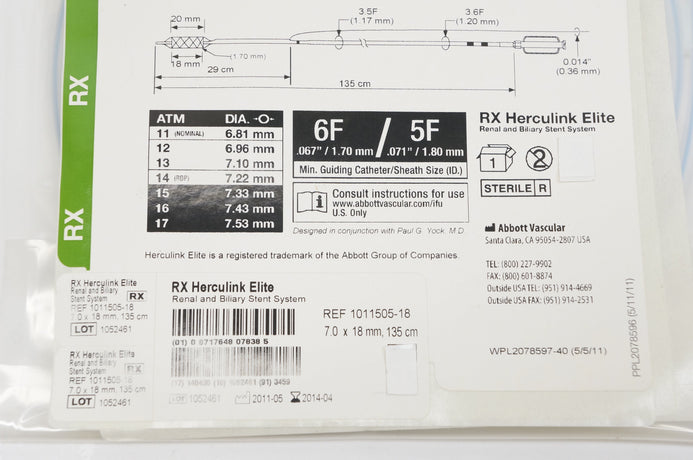 20 mm
18 mm
(1.70 mm)
29 cm
135 cm
3.5F
(1.17 mm)
3.6F
(1.20 mm)
0.014"
(0.36 mm)
RX
RX
ATM DIA.
11 (NOMINAL) 6.81 mm
12 6.96 mm
13 7.10 mm
14 (RBP) 7.22 mm
15 7.33 mm
16 7.43 mm
17 7.53 mm
6F / 5F
.067" / 1.70 mm .071" / 1.80 mm
Min. Guiding Catheter/Sheath Size (ID.)
Consult instructions for use
www.abbottvascular.com/ifu
U.S. Only
Designed in conjunction with Paul G. Yock, M.D.
RX Herculink Elite
Renal and Biliary Stent System
1
2
STERILE R
Abbott Vascular
Santa Clara, CA 95054-2807 USA
TEL: (800) 227-9902
FAX: (800) 601-8874
Outside USA TEL: (951) 914-4669
Outside USA FAX: (951) 914-2531
Herculink Elite is a registered trademark of the Abbott Group of Companies.
WPL2078597-40 (5/5/11)
PPL2078596 (5/11/11)
RX Herculink Elite
Renal and Biliary
Stent System RX
REF 1011505-18
7.0 x 18 mm, 135 cm
LOT 1052461
RX Herculink Elite
Renal and Biliary
Stent System RX
REF 1011505-18
7.0 x 18 mm, 135 cm
LOT 1052461
RX Herculink Elite
Renal and Biliary Stent System
REF 1011505-18
7.0 x 18 mm, 135 cm
(01) 0 8717648 07838 5
(17) 140430 (10) 1052461 (91) 3459
LOT 1052461 2011-05 2014-04